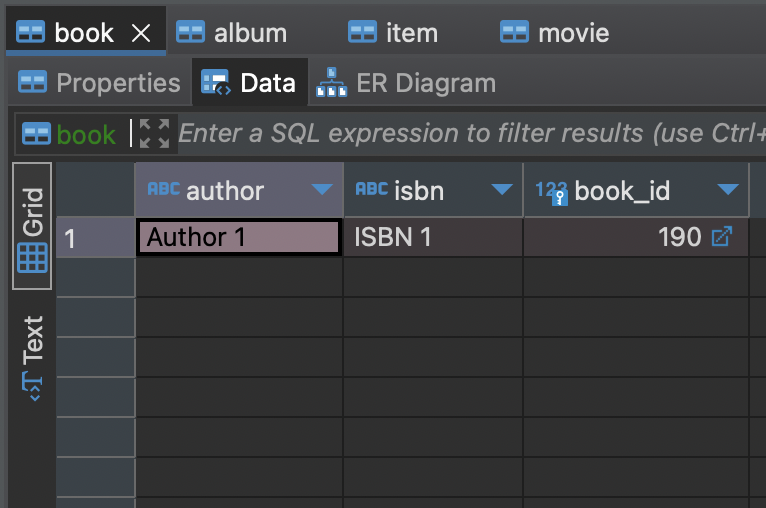 book album item movie
Properties Data ER Diagram
book Enter a SQL expression to filter results (use Ctrl+
Grid
Text
ABC author ABC isbn 123 book_id
1 Author 1 ISBN 1 190